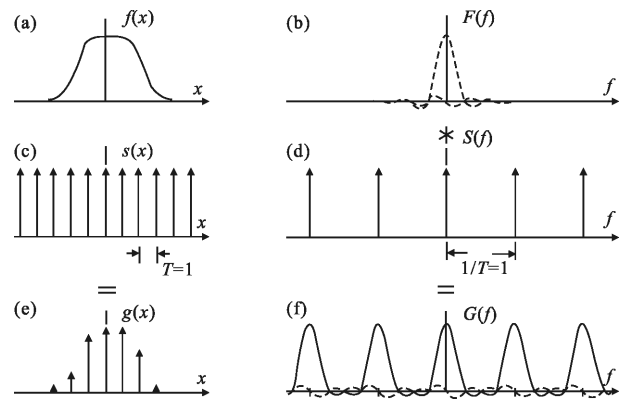 (a) f(x)
x
(b) F(f)
f
(c) s(x)
x
T=1
=
(d) * S(f)
f
1/T=1
=
(e) g(x)
x
(f) G(f)
f